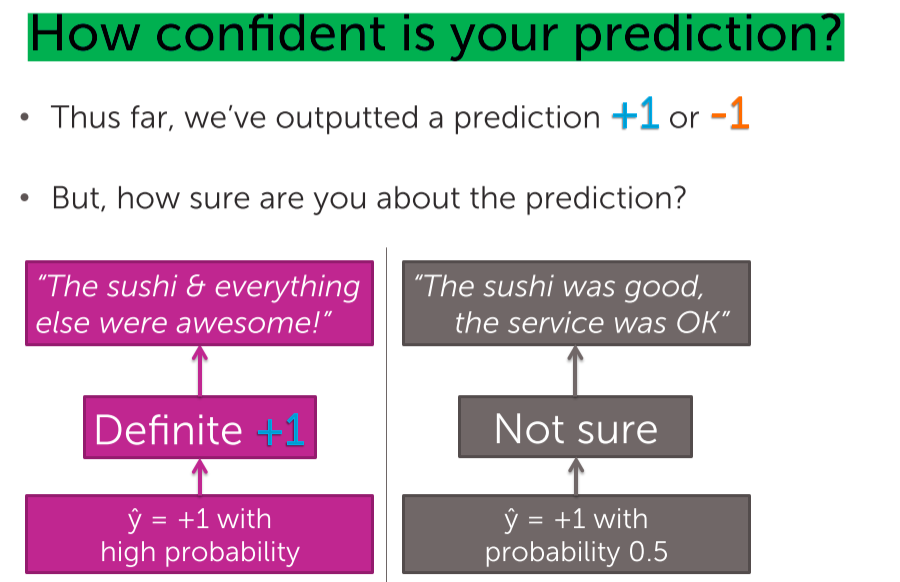 How confident is your prediction?
• Thus far, we’ve outputted a prediction +1 or -1
• But, how sure are you about the prediction?
“The sushi & everything
else were awesome!”
Definite +1
ŷ = +1 with
high probability
“The sushi was good,
the service was OK”
Not sure
ŷ = +1 with
probability 0.5